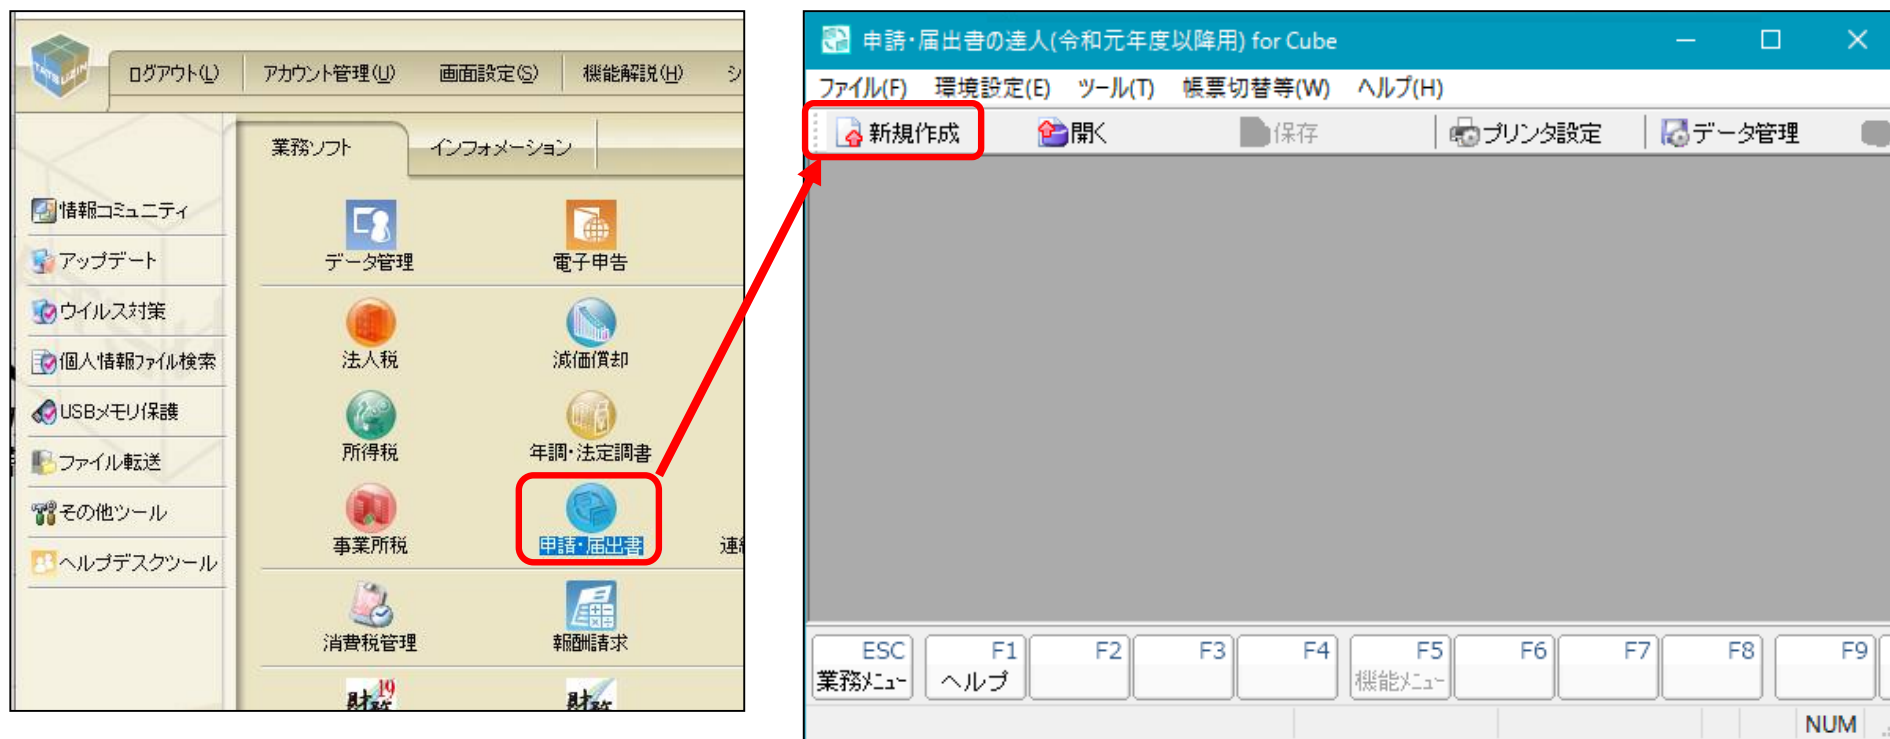 TATSUZIN
ログアウト(L)
アカウント管理(U)
画面設定(S)
機能解説(H)
シ
業務ソフト
インフォメーション
情報コミュニティ
アップデート
ウイルス対策
個人情報ファイル検索
USBメモリ保護
ファイル転送
その他ツール
ヘルプデスクツール
データ管理
電子申告
法人税
減価償却
所得税
年調・法定調書
事業所税
申請・届出書
連
消費税管理
報酬請求
財務
19
財務
申請・届出書の達人(令和元年度以降用) for Cube
ファイル(F) 環境設定(E) ツール(T) 帳票切替等(W) ヘルプ(H)
新規作成 開く 保存 プリンタ設定 データ管理
ESC F1 F2 F3 F4 F5 F6 F7 F8 F9
業務メニュー ヘルプ 機能メニュー
NUM